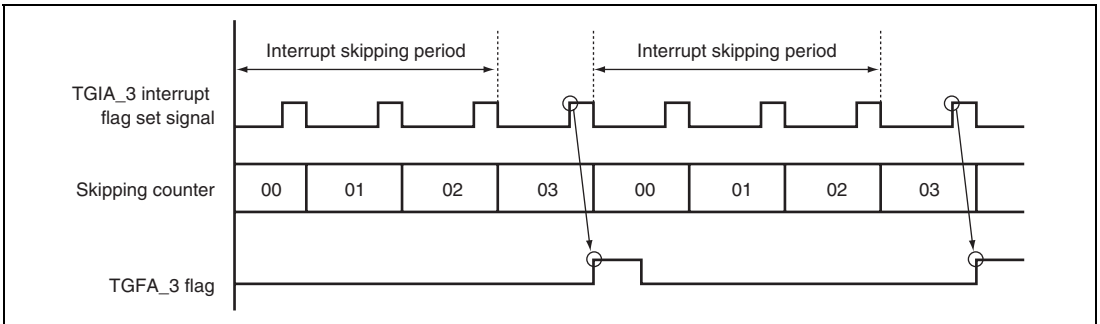 Interrupt skipping period Interrupt skipping period
TGIA_3 interrupt
flag set signal
Skipping counter 00 01 02 03 00 01 02 03
TGFA_3 flag